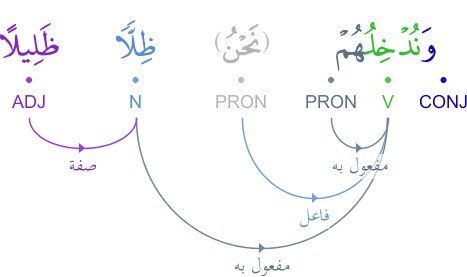 وَنُدْخِلُهُمْ (نَحْنُ) ظِلًّا ظَلِيلًا
CONJ V PRON PRON N ADJ
مفعول به صفة
فاعل
مفعول به